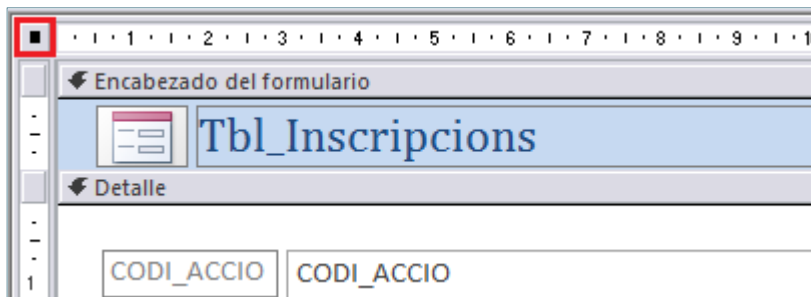 1 2 3 4 5 6 7 8 9 1
Encabezado del formulario
Tbl_Inscripcions
Detalle
CODI_ACCIO CODI_ACCIO
1